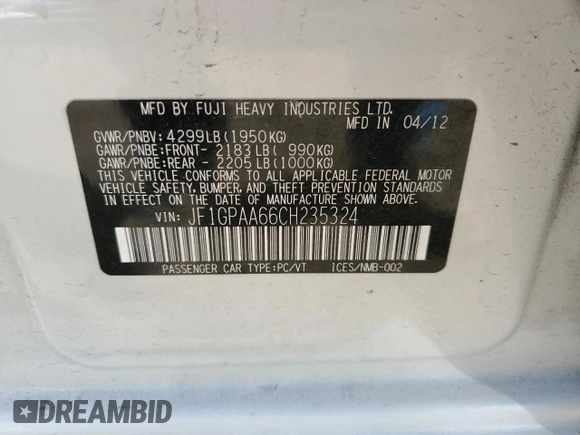 MFD BY FUJI HEAVY INDUSTRIES LTD.
MFD IN 04/12
GVWR/PNBV: 4299LB(1950KG)
GAWR/PNBE:FRONT- 2183LB( 990KG)
GAWR/PNBE:REAR - 2205LB(1000KG)
THIS VEHICLE CONFORMS TO ALL APPLICABLE FEDERAL MOTOR
VEHICLE SAFETY, BUMPER, AND THEFT PREVENTION STANDARDS
IN EFFECT ON THE DATE OF MANUFACTURE SHOWN ABOVE.
VIN: JF1GPAA66CH235324
PASSENGER CAR TYPE:PC/VT ICES/NMB-002
DREAMBID